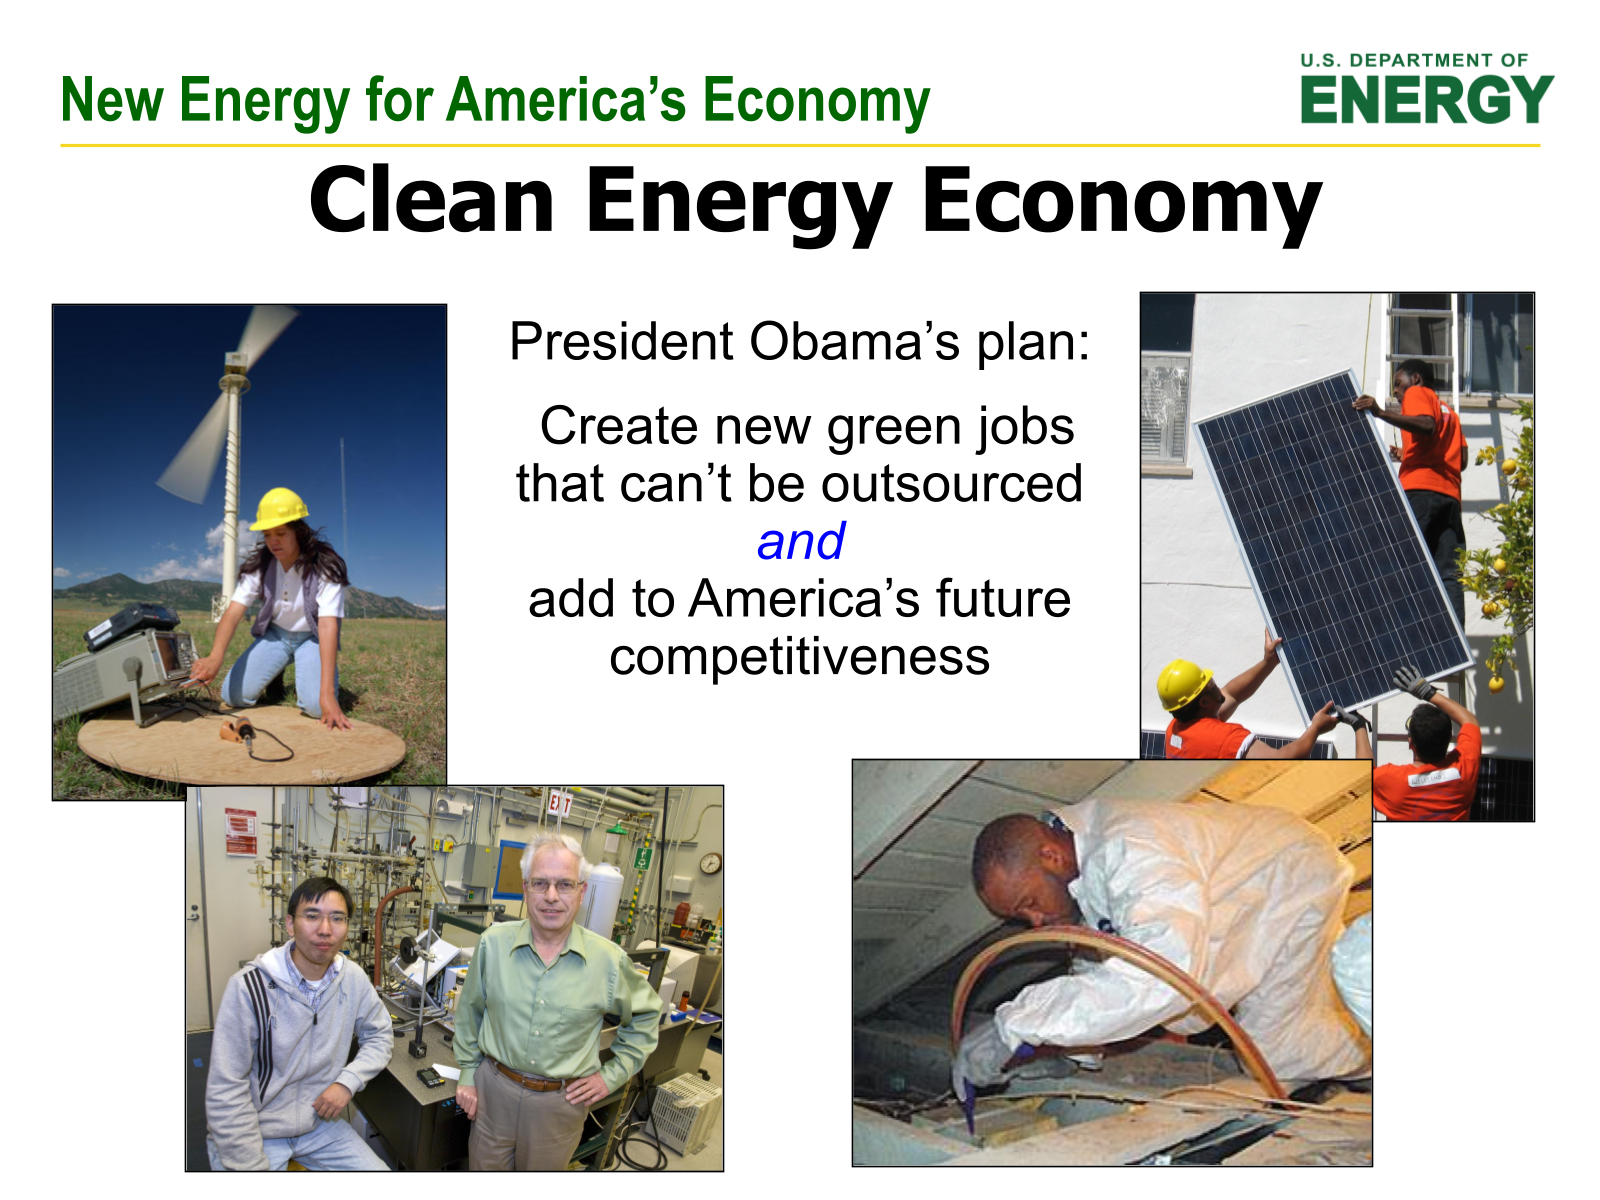 New Energy for America’s Economy
U.S. DEPARTMENT OF
ENERGY
Clean Energy Economy
President Obama’s plan:
Create new green jobs
that can’t be outsourced
and
add to America’s future
competitiveness
EXIT